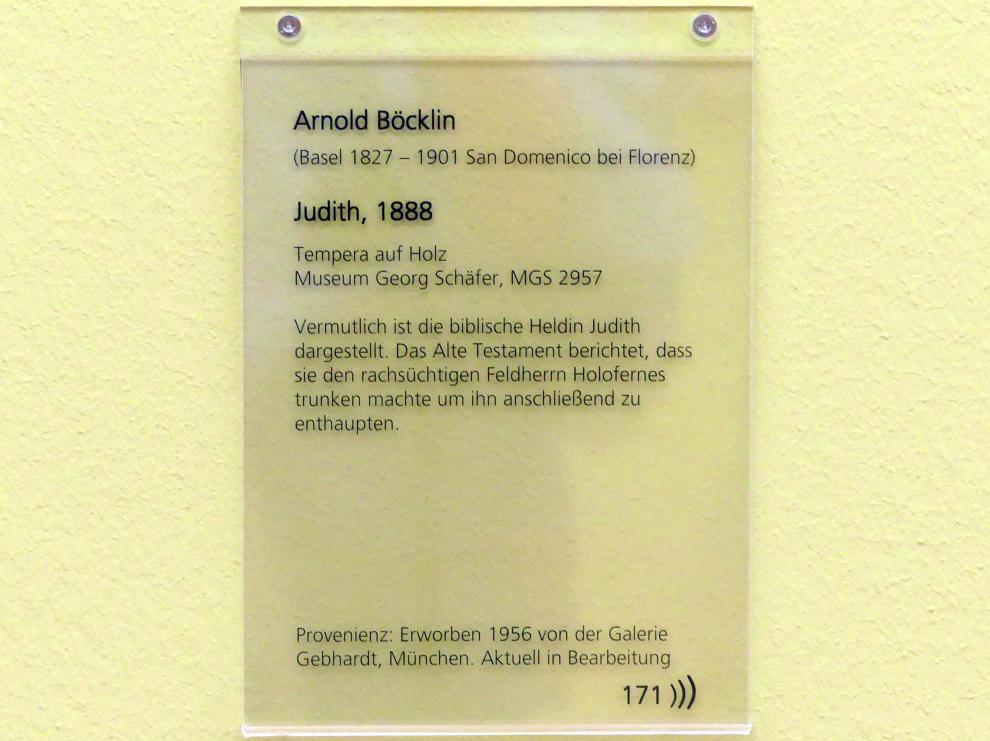 Arnold Böcklin
(Basel 1827 – 1901 San Domenico bei Florenz)
Judith, 1888
Tempera auf Holz
Museum Georg Schäfer, MGS 2957
Vermutlich ist die biblische Heldin Judith
dargestellt. Das Alte Testament berichtet, dass
sie den rachsüchtigen Feldherrn Holofernes
trunken machte um ihn anschließend zu
enthaupten.
Provenienz: Erworben 1956 von der Galerie
Gebhardt, München. Aktuell in Bearbeitung
171